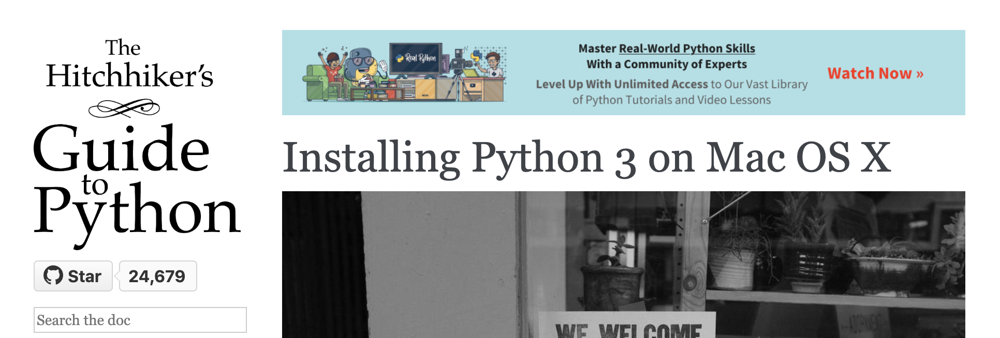 The
Hitchhiker's
Guide
to
Python
Star
24,679
Search the doc
Real Python
Master Real-World Python Skills
With a Community of Experts
Level Up With Unlimited Access to Our Vast Library
of Python Tutorials and Video Lessons
Watch Now »
Installing Python 3 on Mac OS X
WE WELCOME